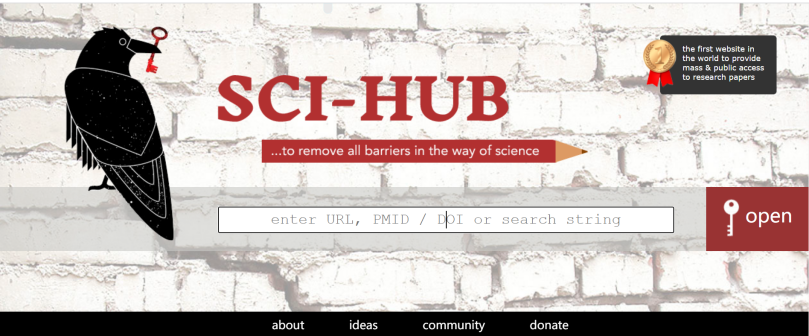 the first website in
the world to provide
mass & public access
to research papers
SCI-HUB
...to remove all barriers in the way of science
enter URL, PMID / DOI or search string
open
about ideas community donate